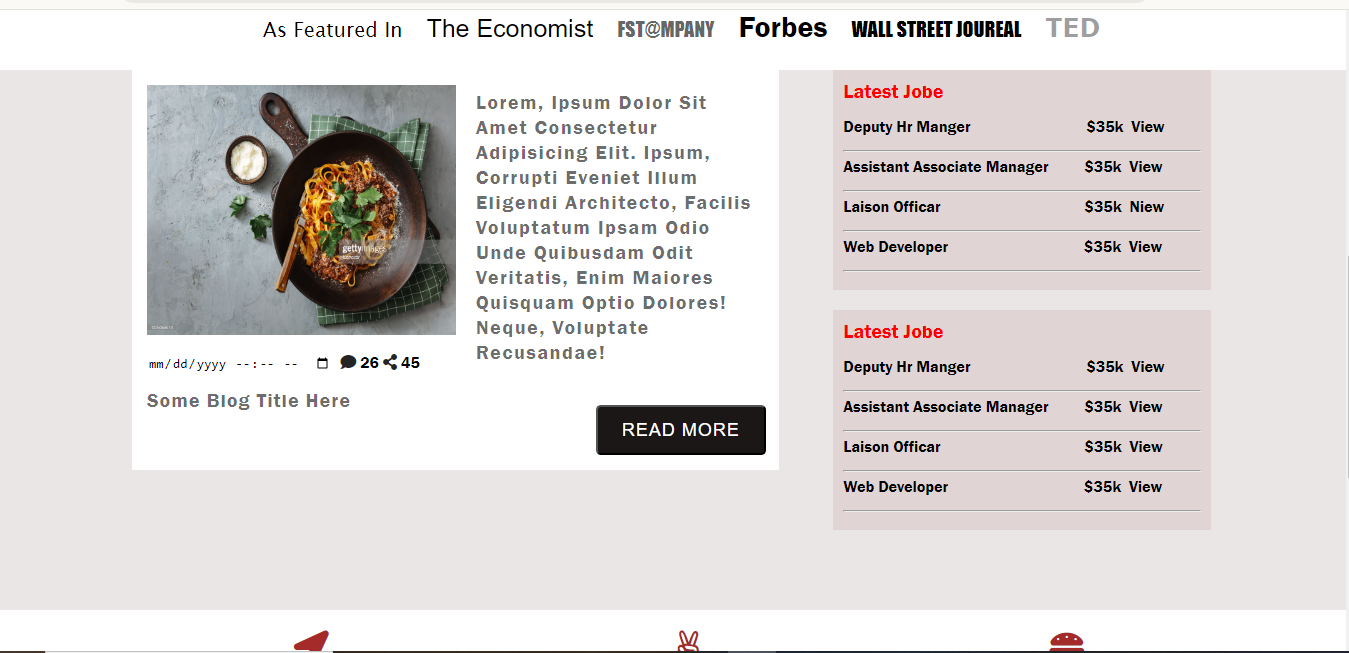 As Featured In The Economist FST@MPANY Forbes WALL STREET JOUREAL TED
Lorem, Ipsum Dolor Sit
Amet Consectetur
Adipisicing Elit. Ipsum,
Corrupti Eveniet Illum
Eligendi Architecto, Facilis
Voluptatum Ipsam Odio
Unde Quibusdam Odit
Veritatis, Enim Maiores
Quisquam Optio Dolores!
Neque, Voluptate
Recusandae!
gettyimages
mm/dd/yyyy --:-- -- 26 45
Some Blog Title Here
READ MORE
Latest Jobe
Deputy Hr Manger $35k View
Assistant Associate Manager $35k View
Laison Officar $35k Niew
Web Developer $35k View
Latest Jobe
Deputy Hr Manger $35k View
Assistant Associate Manager $35k View
Laison Officar $35k View
Web Developer $35k View